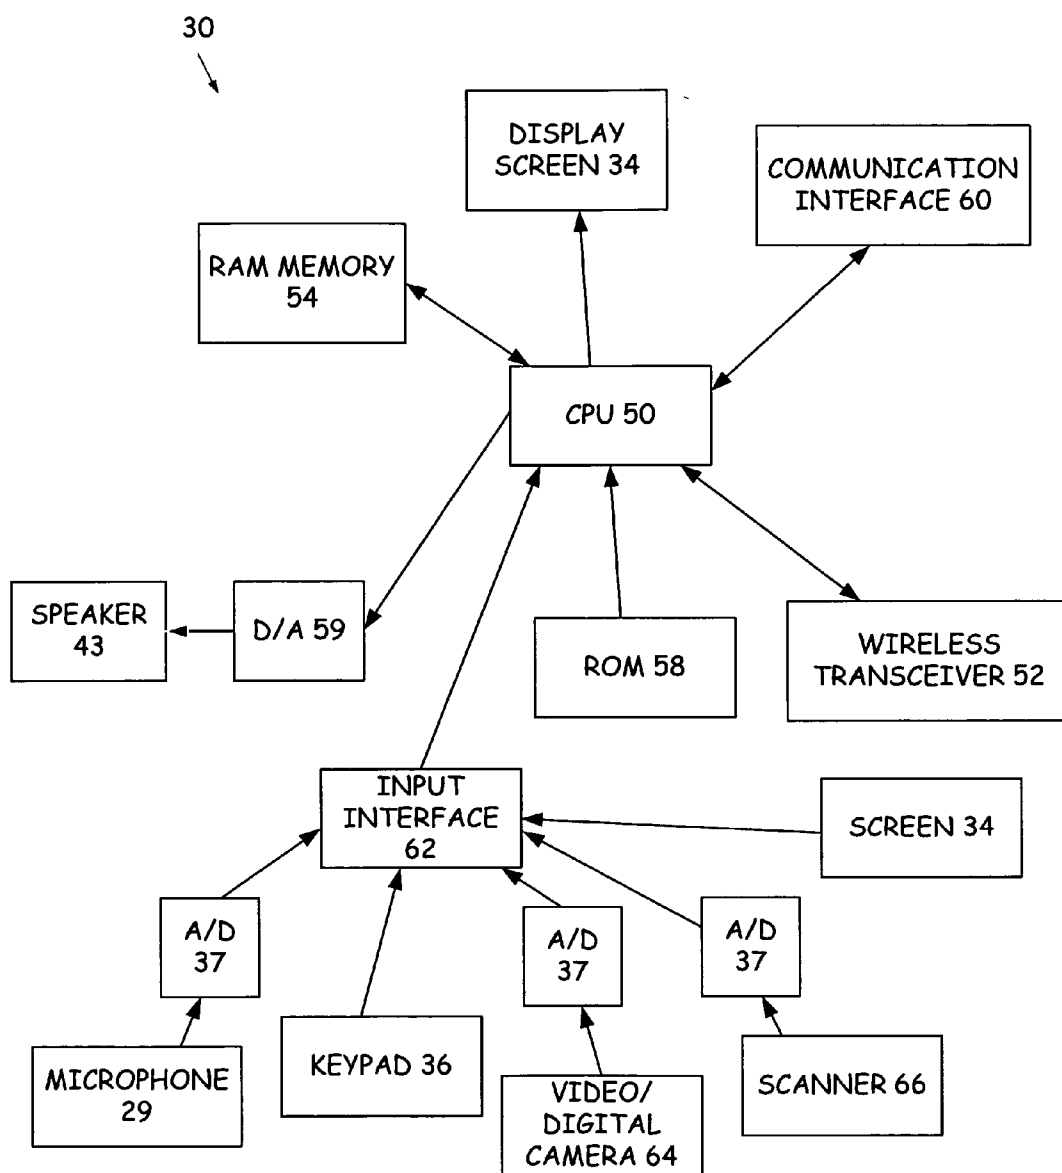 30
DISPLAY
SCREEN 34
COMMUNICATION
INTERFACE 60
RAM MEMORY
54
CPU 50
SPEAKER
43
D/A 59
ROM 58
WIRELESS
TRANSCEIVER 52
INPUT
INTERFACE
62
SCREEN 34
A/D
37
A/D
37
A/D
37
MICROPHONE
29
KEYPAD 36
VIDEO/
DIGITAL
CAMERA 64
SCANNER 66